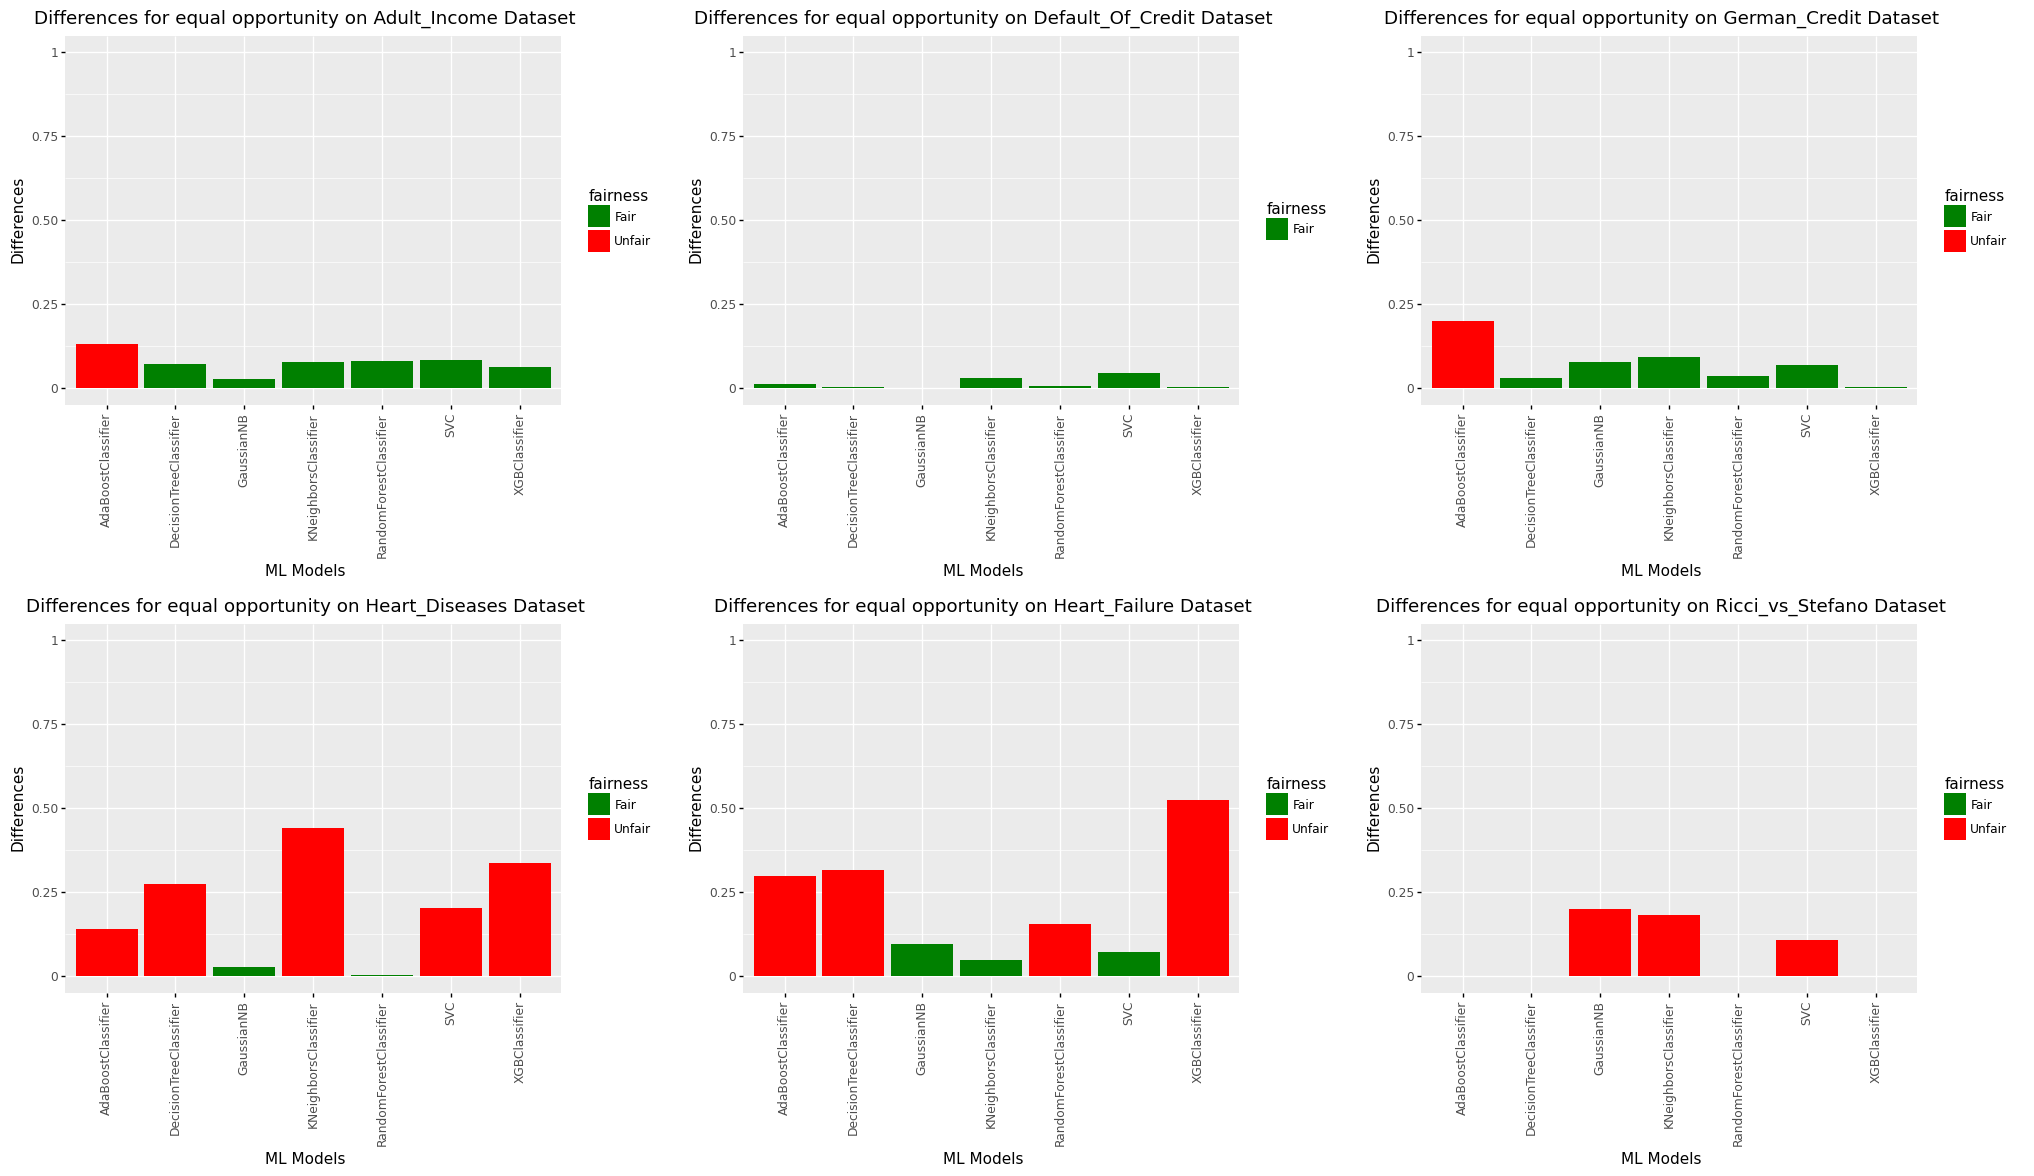 Differences for equal opportunity on Adult_Income Dataset
1
0.75
0.50
0.25
0
Differences
AdaBoostClassifier
DecisionTreeClassifier
GaussianNB
KNeighborsClassifier
RandomForestClassifier
SVC
XGBClassifier
ML Models
fairness
Fair
Unfair
Differences for equal opportunity on Default_Of_Credit Dataset
1
0.75
0.50
0.25
0
Differences
AdaBoostClassifier
DecisionTreeClassifier
GaussianNB
KNeighborsClassifier
RandomForestClassifier
SVC
XGBClassifier
ML Models
fairness
Fair
Differences for equal opportunity on German_Credit Dataset
1
0.75
0.50
0.25
0
Differences
AdaBoostClassifier
DecisionTreeClassifier
GaussianNB
KNeighborsClassifier
RandomForestClassifier
SVC
XGBClassifier
ML Models
fairness
Fair
Unfair
Differences for equal opportunity on Heart_Diseases Dataset
1
0.75
0.50
0.25
0
Differences
AdaBoostClassifier
DecisionTreeClassifier
GaussianNB
KNeighborsClassifier
RandomForestClassifier
SVC
XGBClassifier
ML Models
fairness
Fair
Unfair
Differences for equal opportunity on Heart_Failure Dataset
1
0.75
0.50
0.25
0
Differences
AdaBoostClassifier
DecisionTreeClassifier
GaussianNB
KNeighborsClassifier
RandomForestClassifier
SVC
XGBClassifier
ML Models
fairness
Fair
Unfair
Differences for equal opportunity on Ricci_vs_Stefano Dataset
1
0.75
0.50
0.25
0
Differences
AdaBoostClassifier
DecisionTreeClassifier
GaussianNB
KNeighborsClassifier
RandomForestClassifier
SVC
XGBClassifier
ML Models
fairness
Fair
Unfair